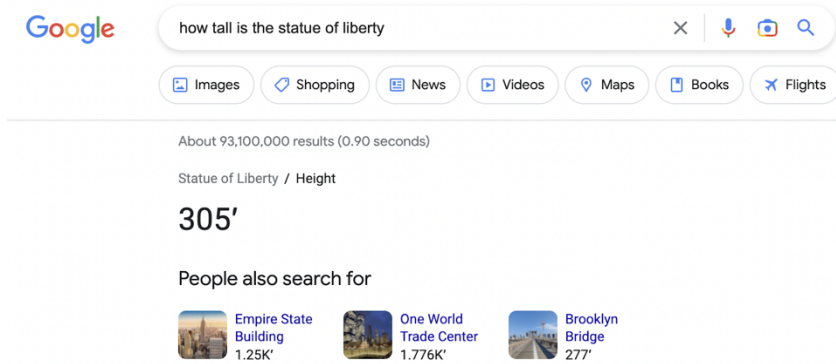 Google
how tall is the statue of liberty
Images Shopping News Videos Maps Books Flights
About 93,100,000 results (0.90 seconds)
Statue of Liberty / Height
305′
People also search for
Empire State Building
1.25K′
One World Trade Center
1.776K′
Brooklyn Bridge
277′